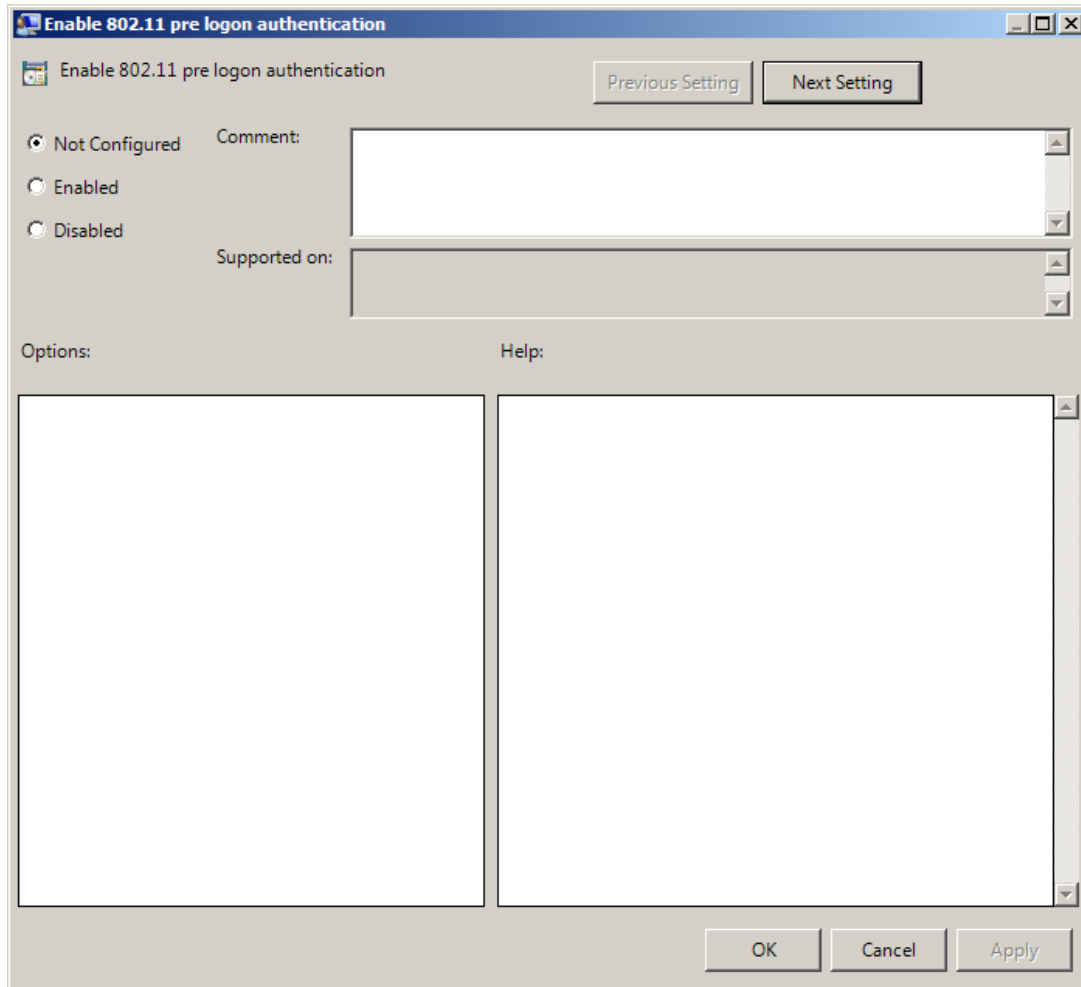 Enable 802.11 pre logon authentication
Enable 802.11 pre logon authentication
Previous Setting
Next Setting
Not Configured
Comment:
Enabled
Disabled
Supported on:
Options:
Help:
OK
Cancel
Apply